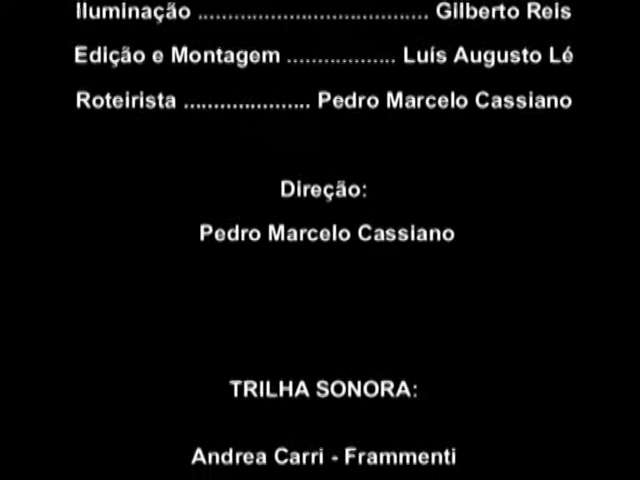 Iluminação ...................................... Gilberto Reis
Edição e Montagem .................. Luís Augusto Lé
Roteirista ..................... Pedro Marcelo Cassiano
Direção:
Pedro Marcelo Cassiano
TRILHA SONORA:
Andrea Carri - Frammenti